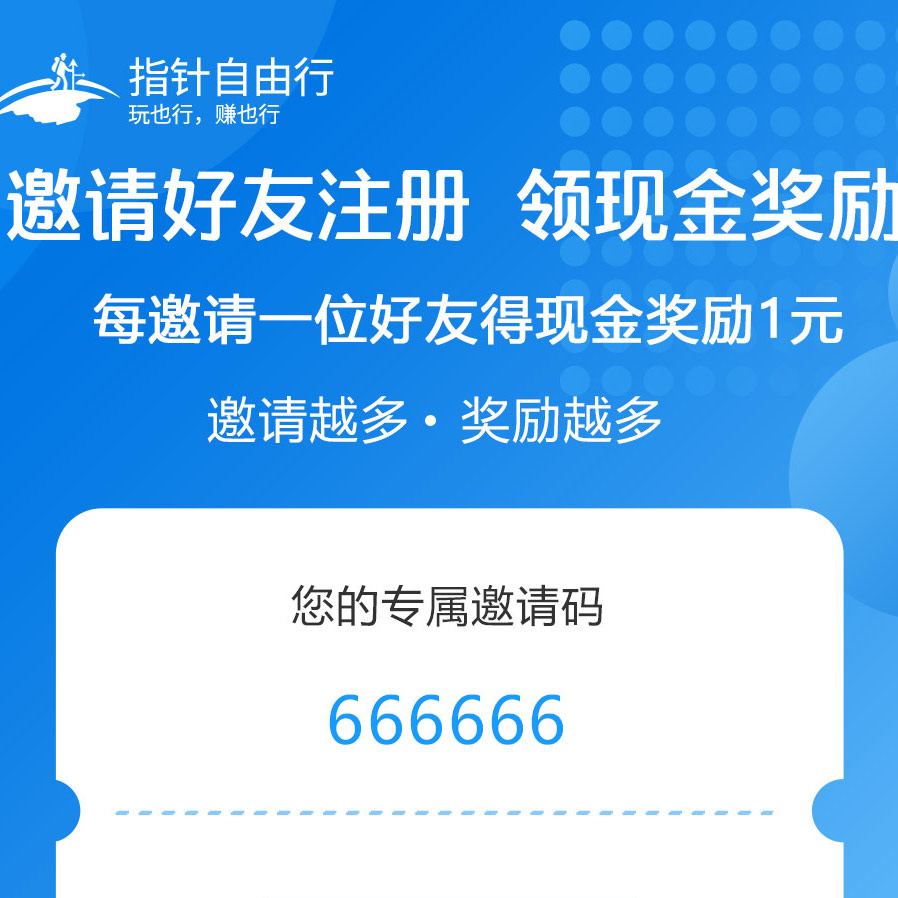 指针自由行
玩也行，赚也行
邀请好友注册 领现金奖励
每邀请一位好友得现金奖励1元
邀请越多·奖励越多
您的专属邀请码
666666